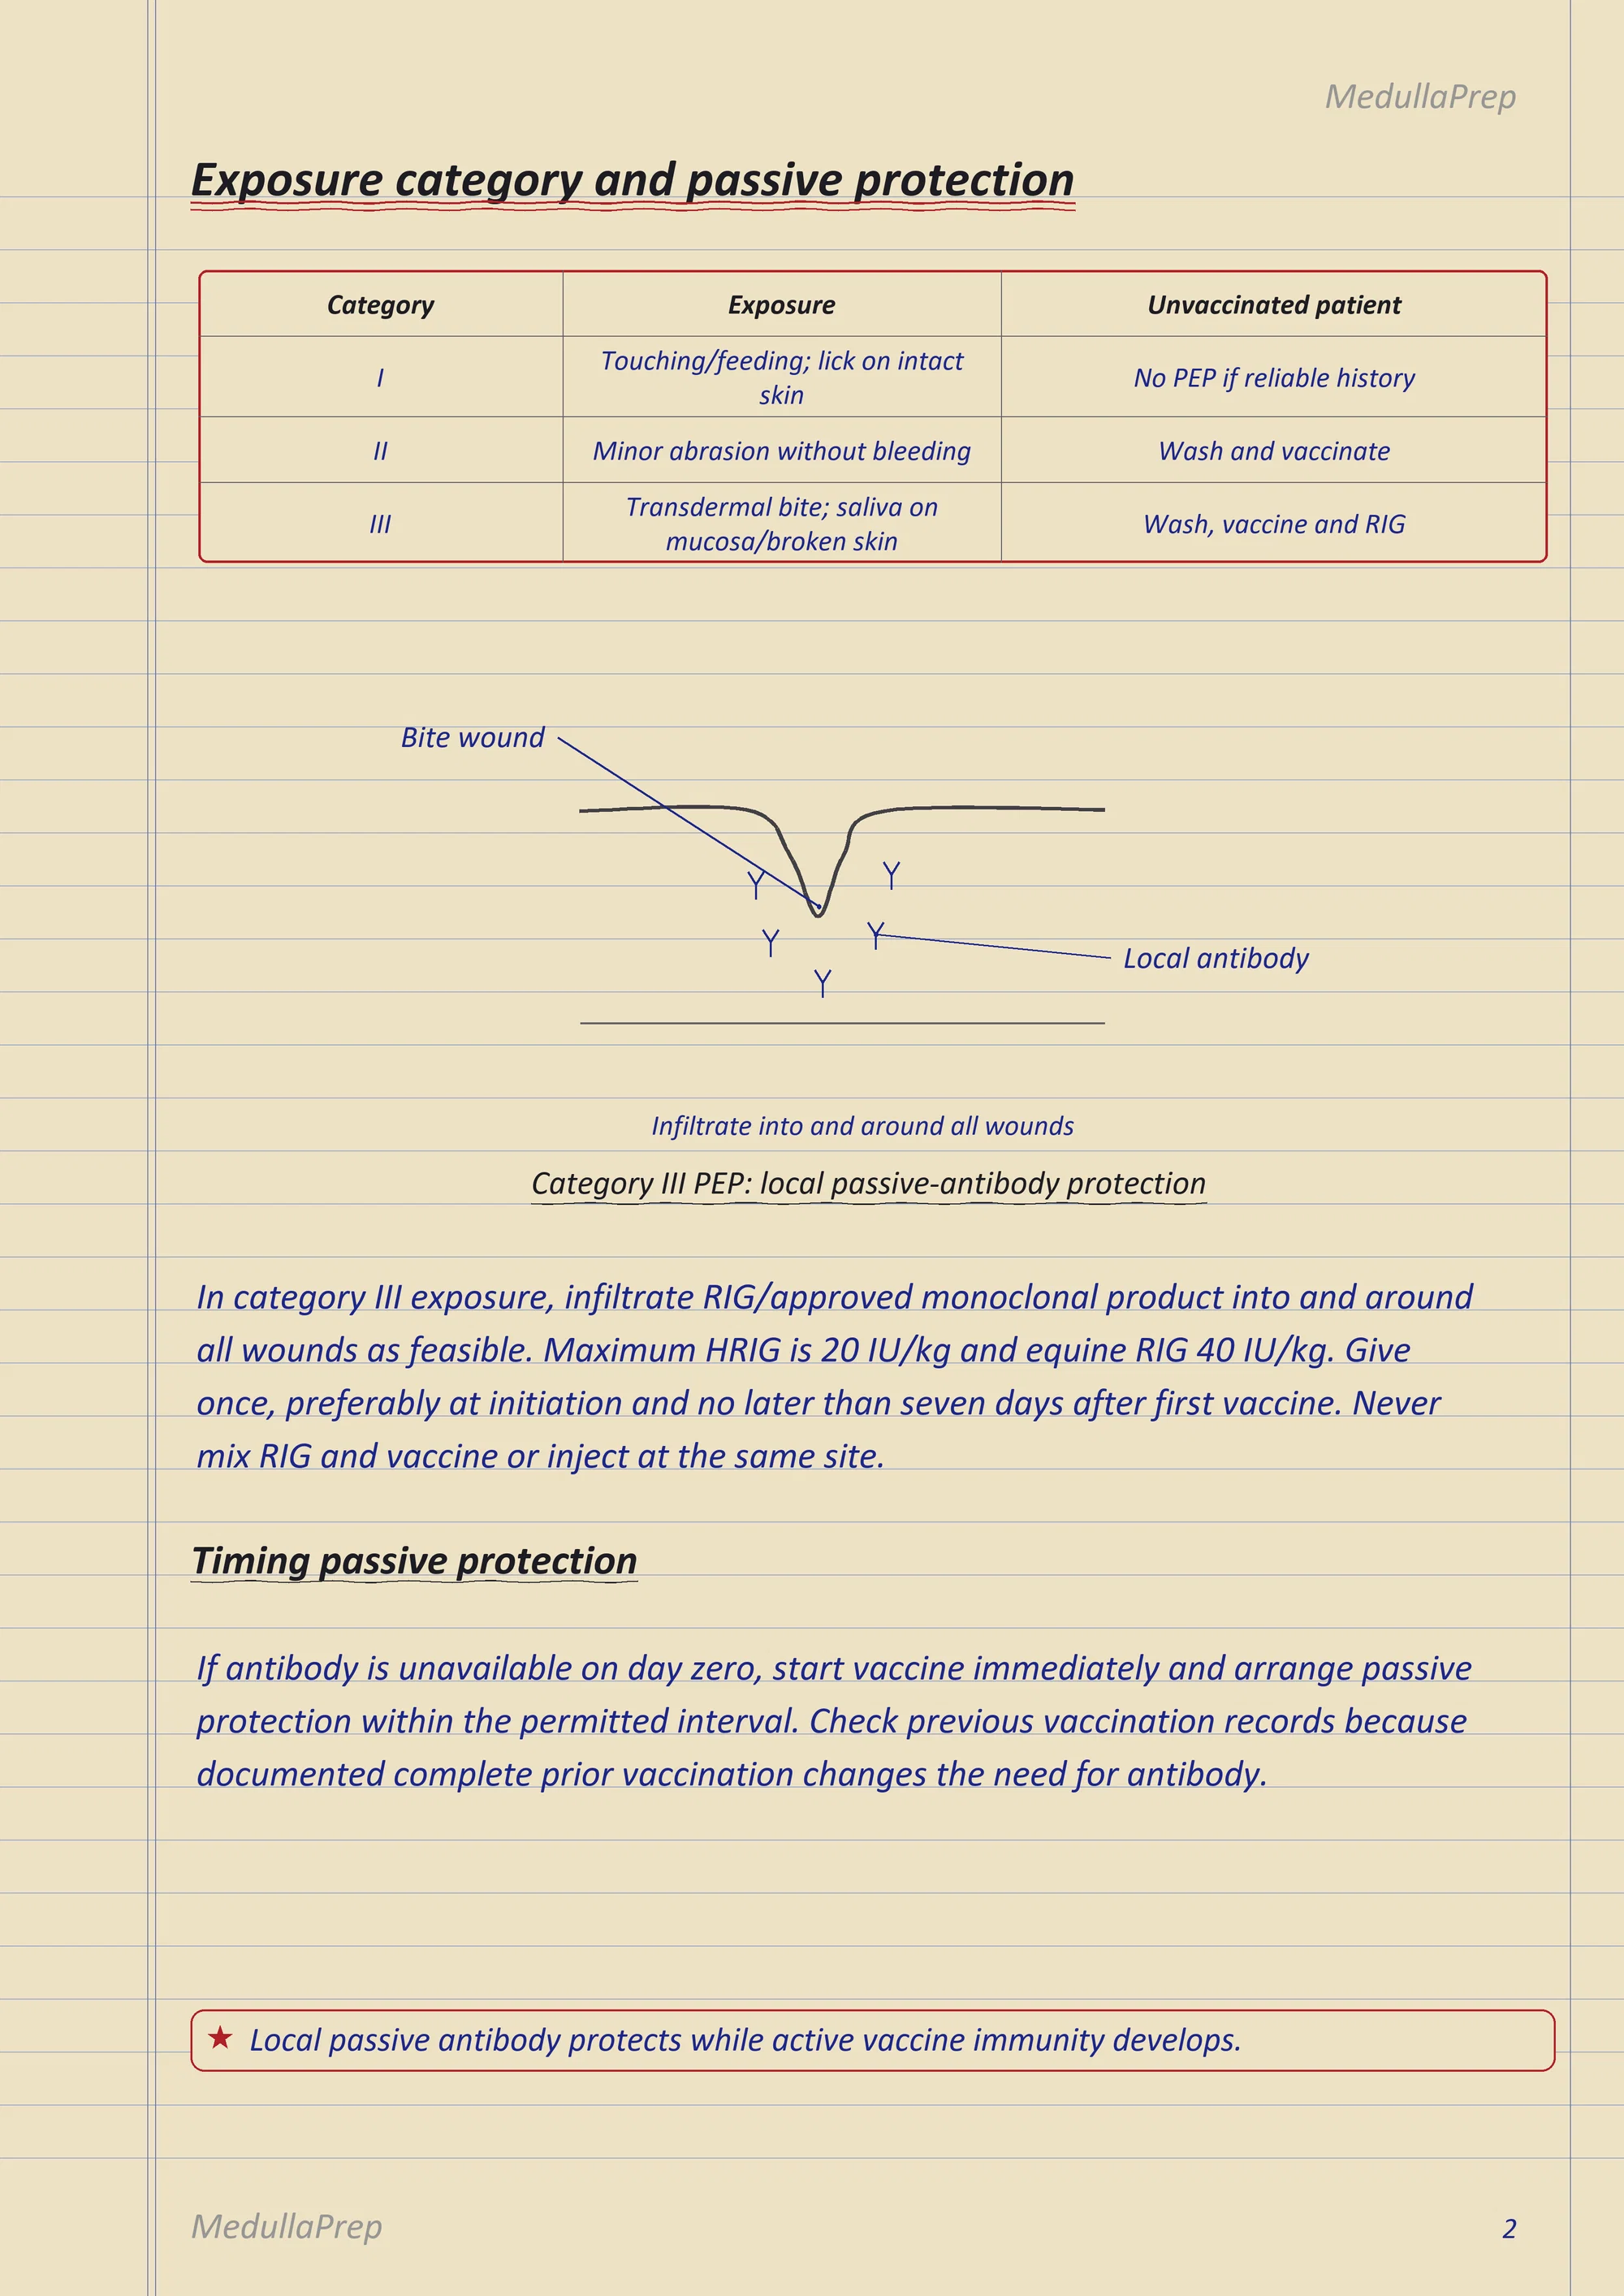 MedullaPrep
Exposure category and passive protection
Category Exposure Unvaccinated patient
I Touching/feeding; lick on intact skin No PEP if reliable history
II Minor abrasion without bleeding Wash and vaccinate
III Transdermal bite; saliva on mucosa/broken skin Wash, vaccine and RIG
Bite wound
Y
Y
Y
Y
Y
Local antibody
Infiltrate into and around all wounds
Category III PEP: local passive-antibody protection
In category III exposure, infiltrate RIG/approved monoclonal product into and around
all wounds as feasible. Maximum HRIG is 20 IU/kg and equine RIG 40 IU/kg. Give
once, preferably at initiation and no later than seven days after first vaccine. Never
mix RIG and vaccine or inject at the same site.
Timing passive protection
If antibody is unavailable on day zero, start vaccine immediately and arrange passive
protection within the permitted interval. Check previous vaccination records because
documented complete prior vaccination changes the need for antibody.
★ Local passive antibody protects while active vaccine immunity develops.
MedullaPrep
2